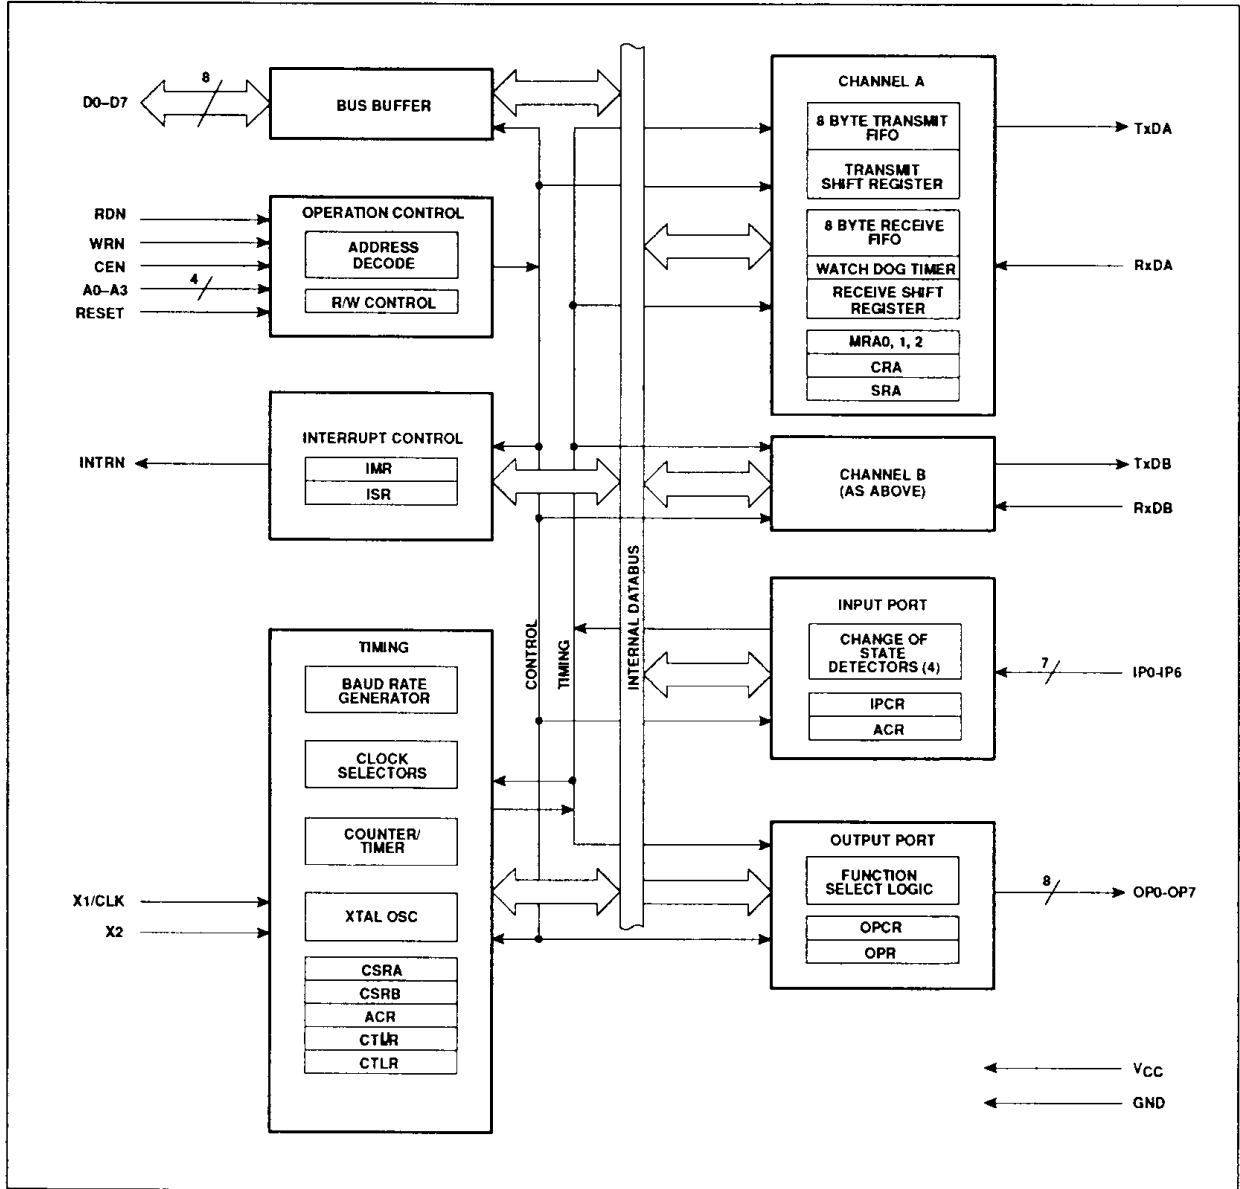 D0–D7
8
BUS BUFFER
RDN
WRN
CEN
A0–A3
4
RESET
OPERATION CONTROL
ADDRESS
DECODE
R/W CONTROL
INTRN
INTERRUPT CONTROL
IMR
ISR
TIMING
BAUD RATE
GENERATOR
CLOCK
SELECTORS
COUNTER/
TIMER
X1/CLK
X2
XTAL OSC
CSRA
CSRB
ACR
CTUR
CTLR
CONTROL
TIMING
INTERNAL DATABUS
CHANNEL A
8 BYTE TRANSMIT
FIFO
TRANSMIT
SHIFT REGISTER
8 BYTE RECEIVE
FIFO
WATCH DOG TIMER
RECEIVE SHIFT
REGISTER
MRA0, 1, 2
CRA
SRA
TxDA
RxDA
CHANNEL B
(AS ABOVE)
TxDB
RxDB
INPUT PORT
CHANGE OF
STATE
DETECTORS (4)
IPCR
ACR
7
IP0-IP6
OUTPUT PORT
FUNCTION
SELECT LOGIC
OPCR
OPR
8
OP0-OP7
VCC
GND